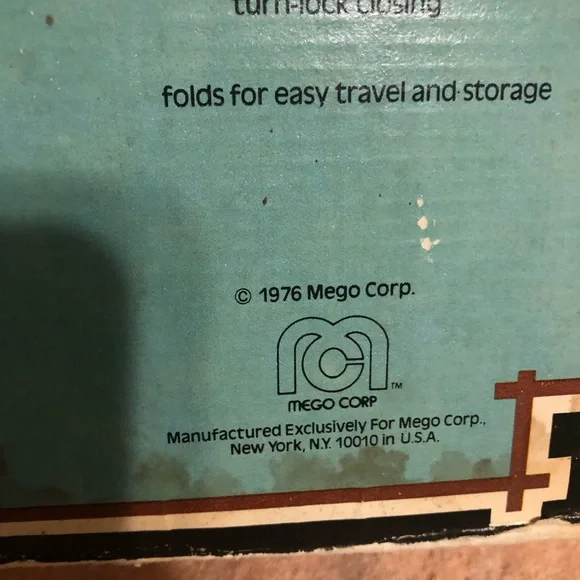 turn-lock closing
folds for easy travel and storage
© 1976 Mego Corp.
MC ™
MEGO CORP
Manufactured Exclusively For Mego Corp.,
New York, N.Y. 10010 in U.S.A.